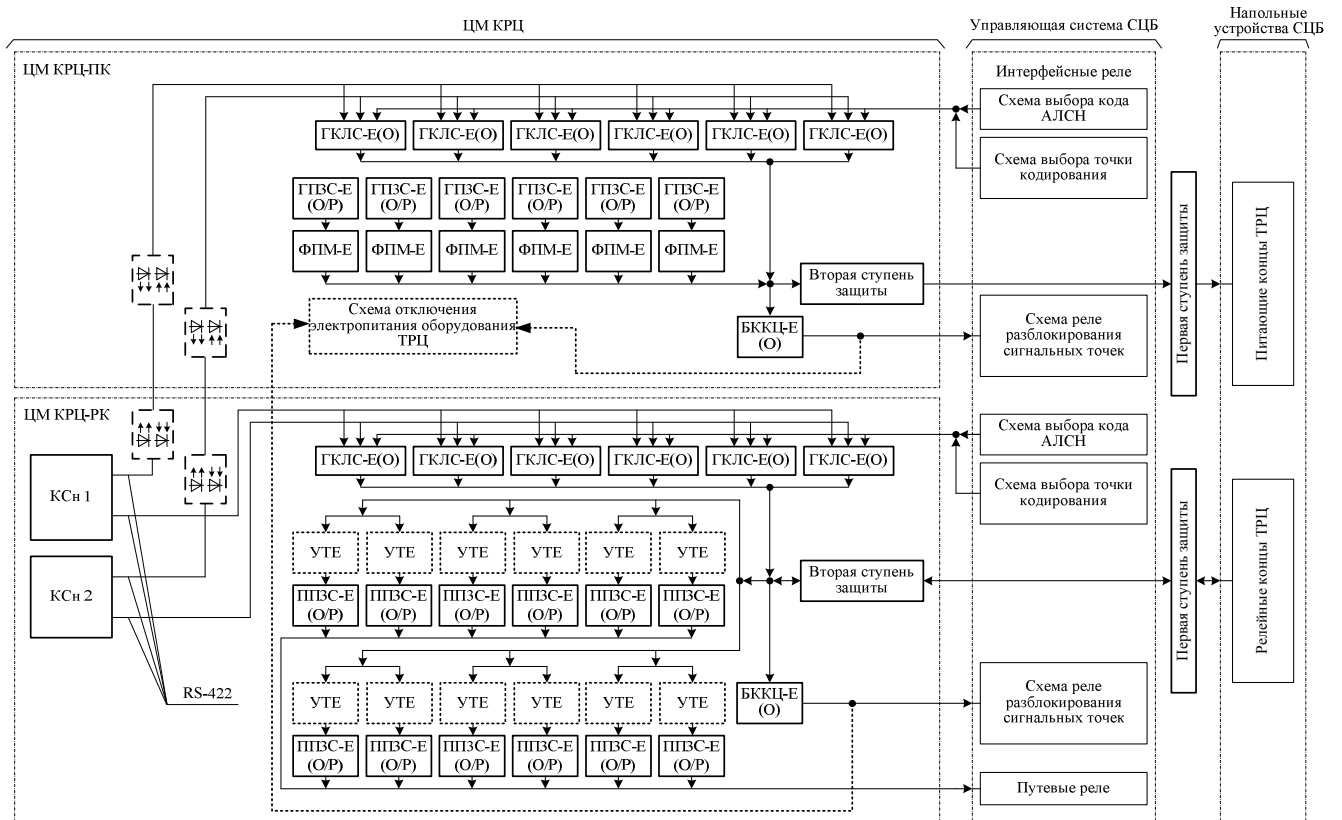 ЦМ КРЦ
Управляющая система СЦБ
Напольные
устройства СЦБ
ЦМ КРЦ-ПК
Интерфейсные реле
Схема выбора кода
АЛСН
ГКЛС-Е(О) ГКЛС-Е(О) ГКЛС-Е(О) ГКЛС-Е(О) ГКЛС-Е(О) ГКЛС-Е(О)
Схема выбора точки
кодирования
ГПЗС-Е ГПЗС-Е ГПЗС-Е ГПЗС-Е ГПЗС-Е ГПЗС-Е
(О/Р) (О/Р) (О/Р) (О/Р) (О/Р) (О/Р)
ФПМ-Е ФПМ-Е ФПМ-Е ФПМ-Е ФПМ-Е ФПМ-Е
Вторая ступень
защиты
Первая ступень защиты
Питающие концы ТРЦ
Схема отключения
электропитания оборудования
ТРЦ
БККЦ-Е
(О)
Схема реле
разблокирования
сигнальных точек
ЦМ КРЦ-РК
Схема выбора кода
АЛСН
ГКЛС-Е(О) ГКЛС-Е(О) ГКЛС-Е(О) ГКЛС-Е(О) ГКЛС-Е(О) ГКЛС-Е(О)
Схема выбора точки
кодирования
КСн 1
УТЕ УТЕ УТЕ УТЕ УТЕ УТЕ
Вторая ступень
защиты
Первая ступень защиты
Релейные концы ТРЦ
КСн 2
ППЗС-Е ППЗС-Е ППЗС-Е ППЗС-Е ППЗС-Е ППЗС-Е
(О/Р) (О/Р) (О/Р) (О/Р) (О/Р) (О/Р)
RS-422
УТЕ УТЕ УТЕ УТЕ УТЕ УТЕ
БККЦ-Е
(О)
Схема реле
разблокирования
сигнальных точек
ППЗС-Е ППЗС-Е ППЗС-Е ППЗС-Е ППЗС-Е ППЗС-Е
(О/Р) (О/Р) (О/Р) (О/Р) (О/Р) (О/Р)
Путевые реле